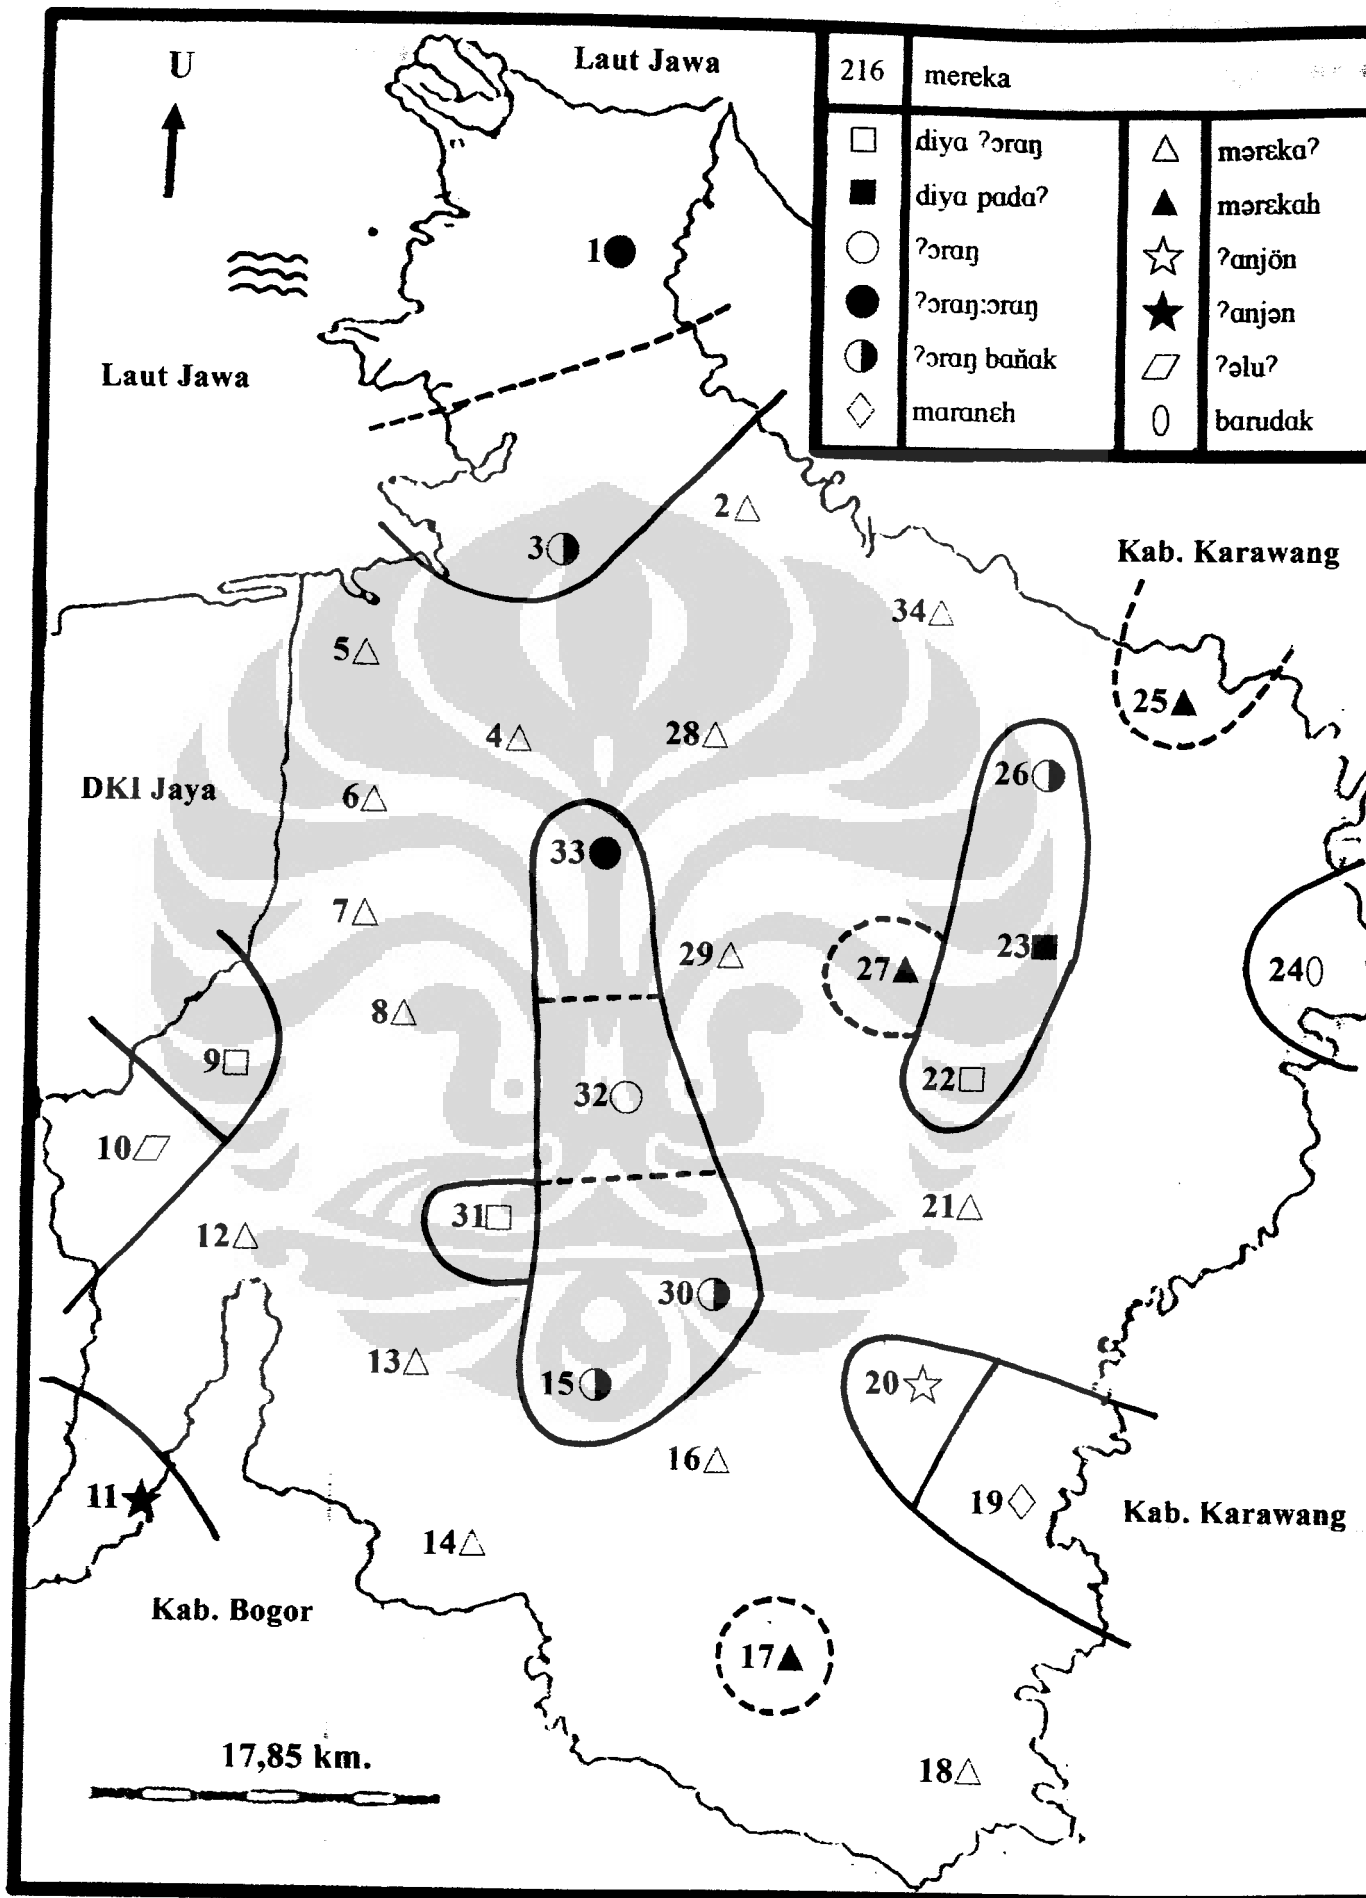 U
Laut Jawa
216 mereka
□ diya ʔɔraŋ △ mərɛkaʔ
■ diya padaʔ ▲ mərɛkah
○ ʔɔraŋ ☆ ʔanjön
● ʔɔraŋ:ɔraŋ ★ ʔanjən
◑ ʔɔraŋ bañak ▱ ʔəluʔ
◇ maranɛh ⬯ barudak
1
Laut Jawa
2
3
Kab. Karawang
34
5
25
4
28
26
DKI Jaya
6
33
7
23
29
27
24
8
9
22
32
10
21
31
12
30
13
15
20
16
11
19
Kab. Karawang
14
Kab. Bogor
17
17,85 km.
18